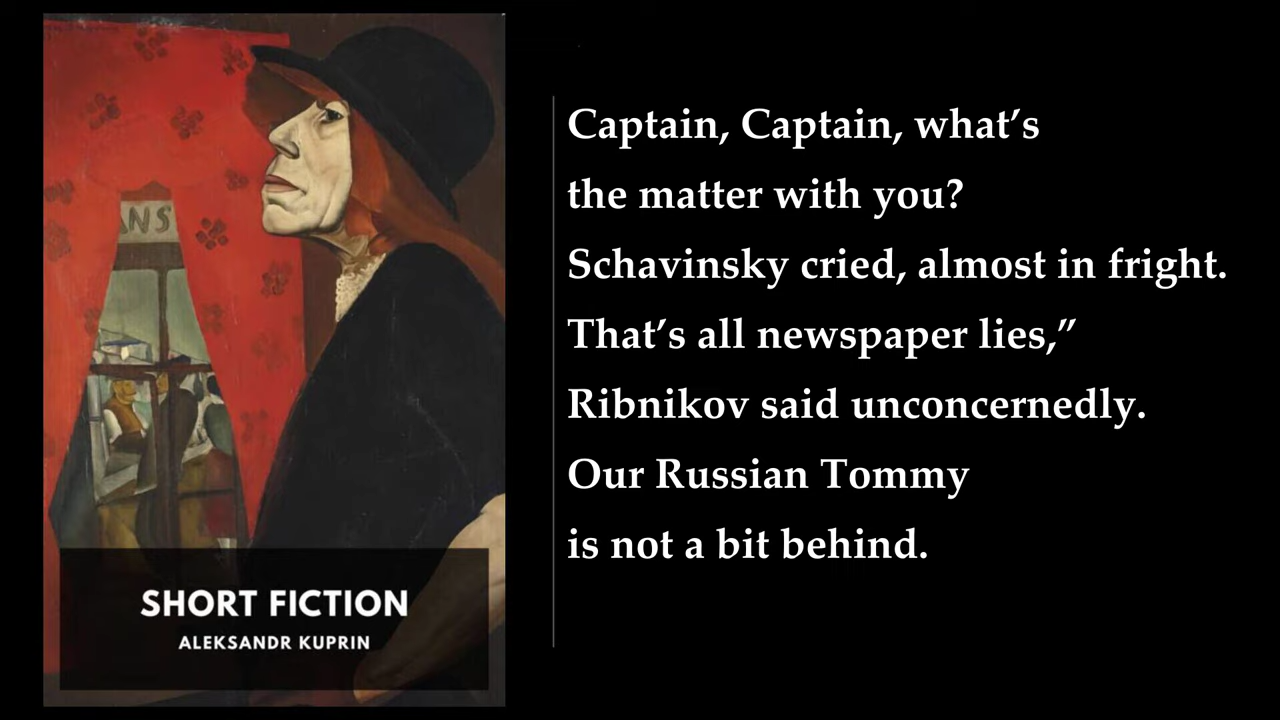 NS
SHORT FICTION
ALEKSANDR KUPRIN
Captain, Captain, what’s
the matter with you?
Schavinsky cried, almost in fright.
That’s all newspaper lies,”
Ribnikov said unconcernedly.
Our Russian Tommy
is not a bit behind.